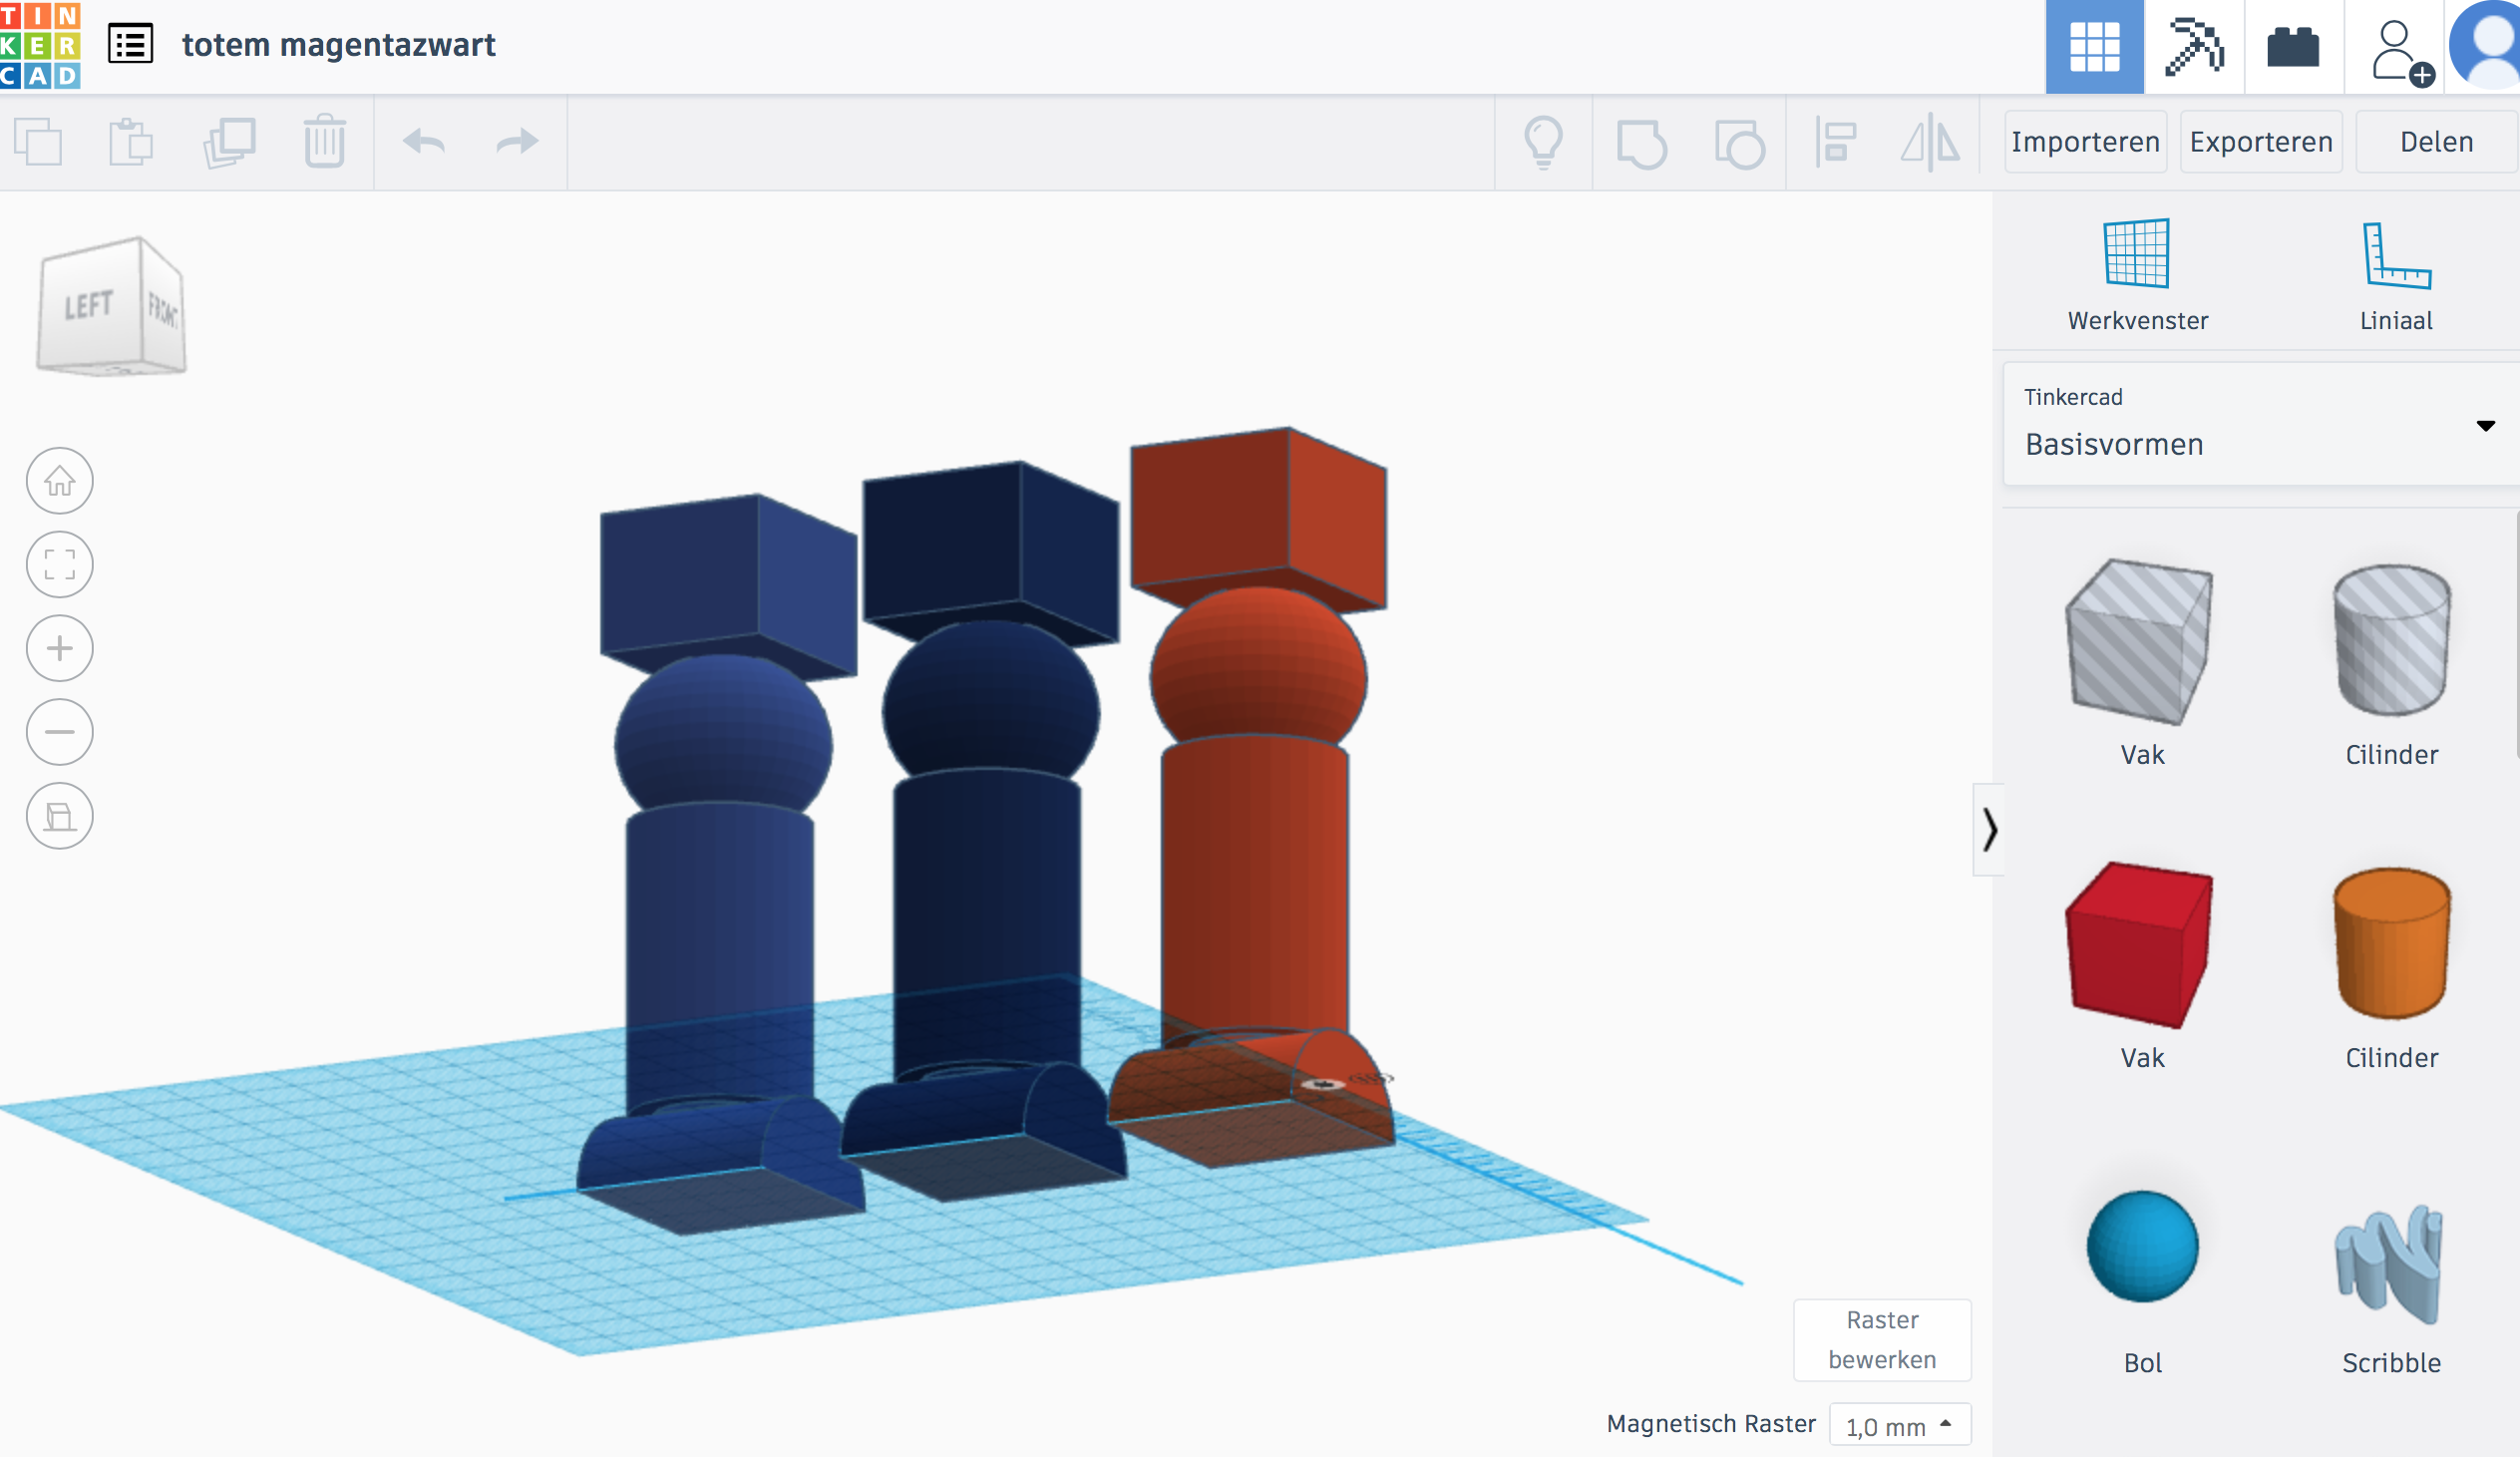 TIN
KER
CAD
totem magentazwart
Importeren
Exporteren
Delen
LEFT
FRONT
Werkvenster
Liniaal
Tinkercad
Basisvormen
Vak
Cilinder
Vak
Cilinder
Bol
Scribble
Raster
bewerken
Magnetisch Raster
1,0 mm